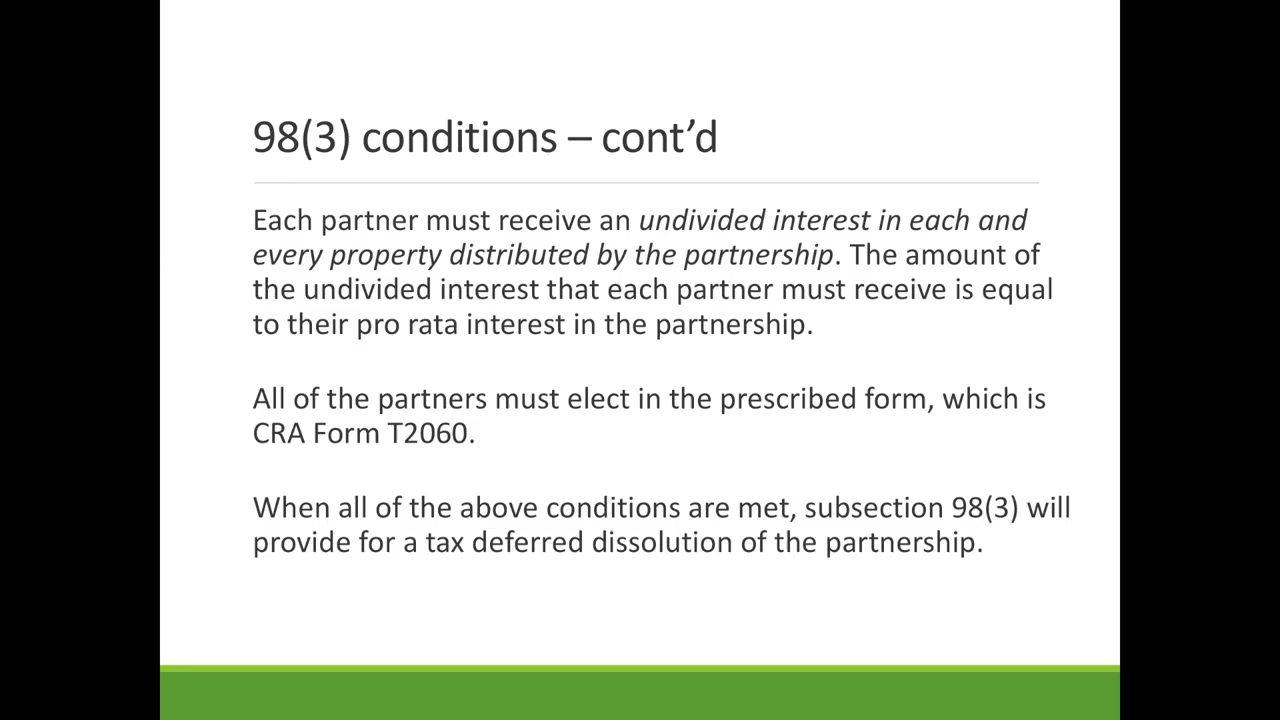 98(3) conditions – cont’d
Each partner must receive an undivided interest in each and
every property distributed by the partnership. The amount of
the undivided interest that each partner must receive is equal
to their pro rata interest in the partnership.
All of the partners must elect in the prescribed form, which is
CRA Form T2060.
When all of the above conditions are met, subsection 98(3) will
provide for a tax deferred dissolution of the partnership.